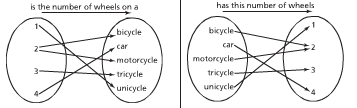 is the number of wheels on a
1
2
3
4
bicycle
car
motorcycle
tricycle
unicycle
has this number of wheels
bicycle
car
motorcycle
tricycle
unicycle
1
2
3
4